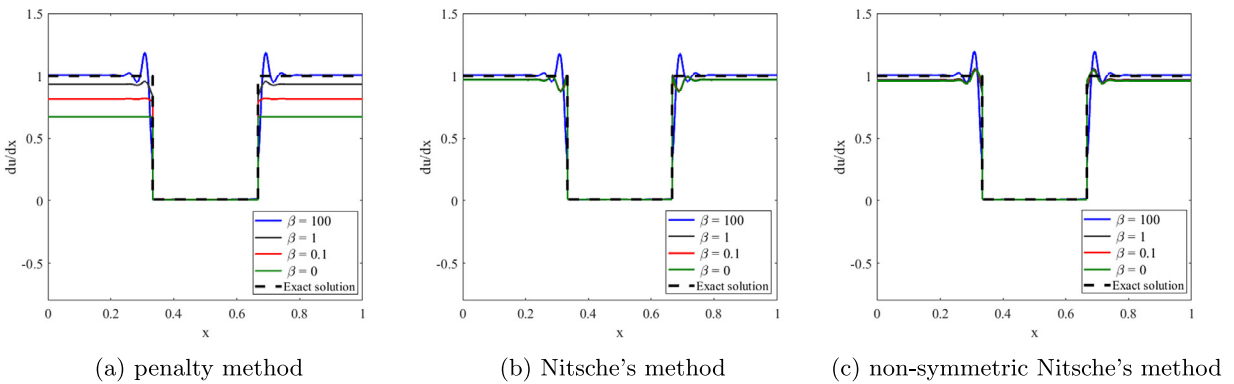 1.5
1
0.5
0
-0.5
du/dx
0
0.2
0.4
0.6
0.8
1
x
β = 100
β = 1
β = 0.1
β = 0
Exact solution
(a) penalty method
1.5
1
0.5
0
-0.5
du/dx
0
0.2
0.4
0.6
0.8
1
x
β = 100
β = 1
β = 0.1
β = 0
Exact solution
(b) Nitsche's method
1.5
1
0.5
0
-0.5
du/dx
0
0.2
0.4
0.6
0.8
1
x
β = 100
β = 1
β = 0.1
β = 0
Exact solution
(c) non-symmetric Nitsche's method